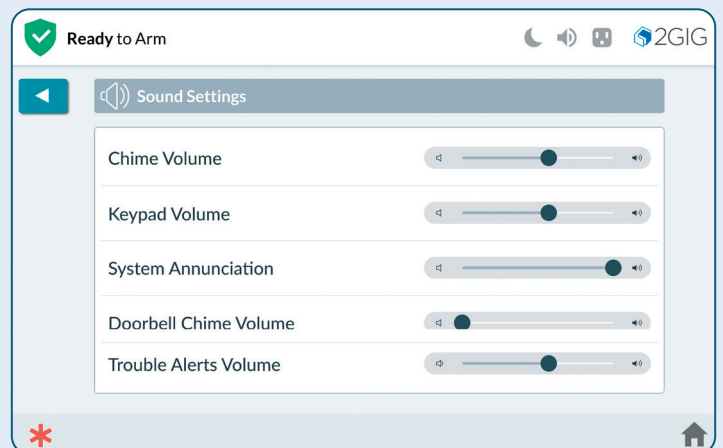 Ready to Arm
2GIG
Sound Settings
Chime Volume
Keypad Volume
System Annunciation
Doorbell Chime Volume
Trouble Alerts Volume